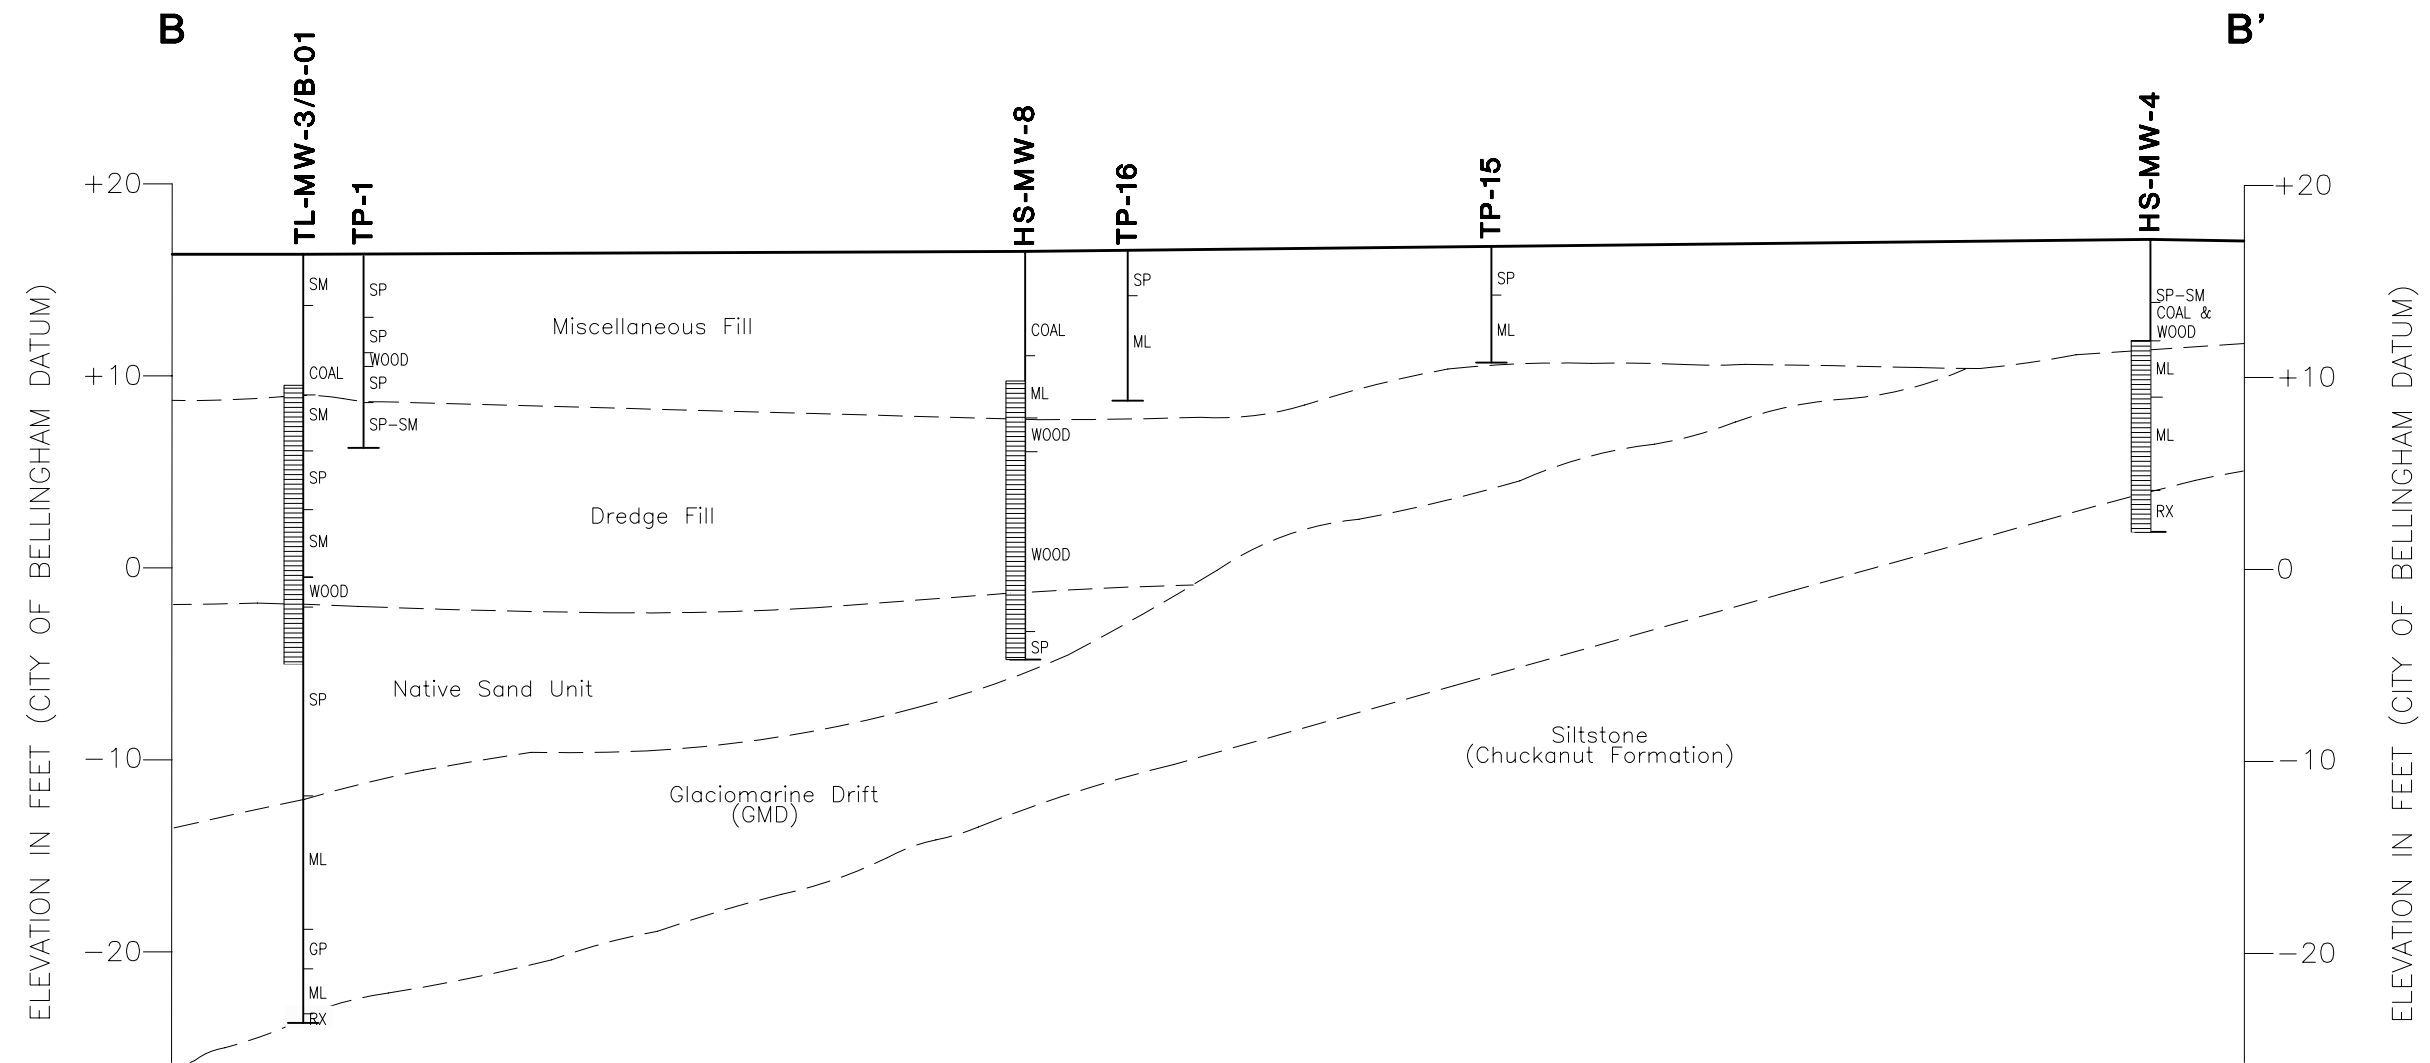 B
B'
TL-MW-3/B-01
TP-1
HS-MW-8
TP-16
TP-15
HS-MW-4
+20
+10
0
-10
-20
+20
+10
0
-10
-20
ELEVATION IN FEET (CITY OF BELLINGHAM DATUM)
ELEVATION IN FEET (CITY OF BELLINGHAM DATUM)
SM
COAL
SM
SP
SM
WOOD
SP
ML
GP
ML
RX
SP
SP
WOOD
SP
SP-SM
Miscellaneous Fill
Dredge Fill
Native Sand Unit
Glaciomarine Drift
(GMD)
COAL
ML
WOOD
WOOD
SP
SP
ML
SP
ML
Siltstone
(Chuckanut Formation)
SP-SM
COAL &
WOOD
ML
ML
RX